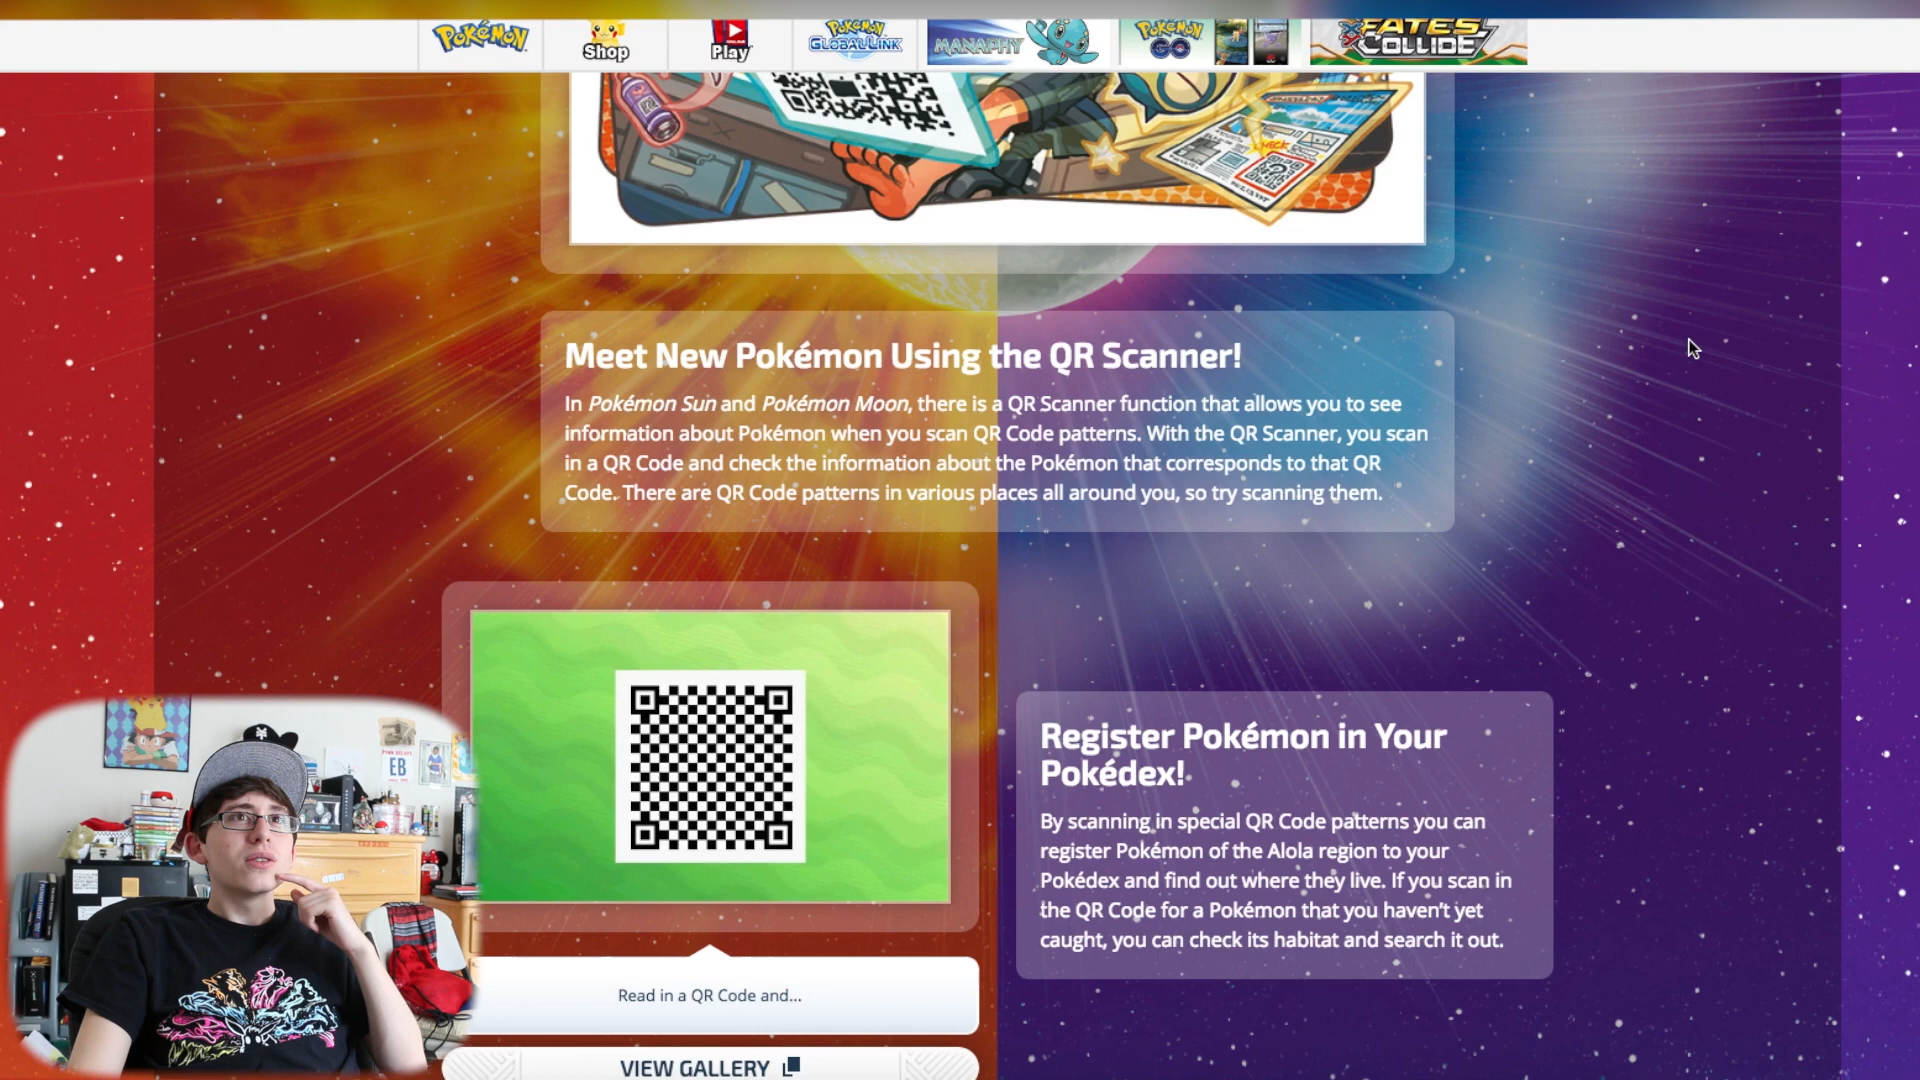 Pokémon
Shop
Play
Pokémon
Global Link
MANAPHY
Pokémon
GO
FATES
COLLIDE
CHECK
Meet New Pokémon Using the QR Scanner!
In Pokémon Sun and Pokémon Moon, there is a QR Scanner function that allows you to see
information about Pokémon when you scan QR Code patterns. With the QR Scanner, you scan
in a QR Code and check the information about the Pokémon that corresponds to that QR
Code. There are QR Code patterns in various places all around you, so try scanning them.
Register Pokémon in Your
Pokédex!
By scanning in special QR Code patterns you can
register Pokémon of the Alola region to your
Pokédex and find out where they live. If you scan in
the QR Code for a Pokémon that you haven't yet
caught, you can check its habitat and search it out.
EB
Read in a QR Code and...
VIEW GALLERY